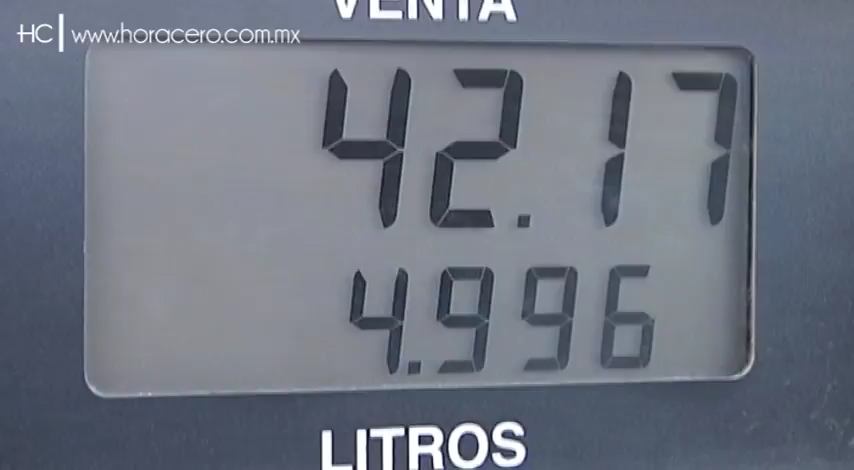 VENTA
HC| www.horacero.com.mx
42.17
4.996
LITROS